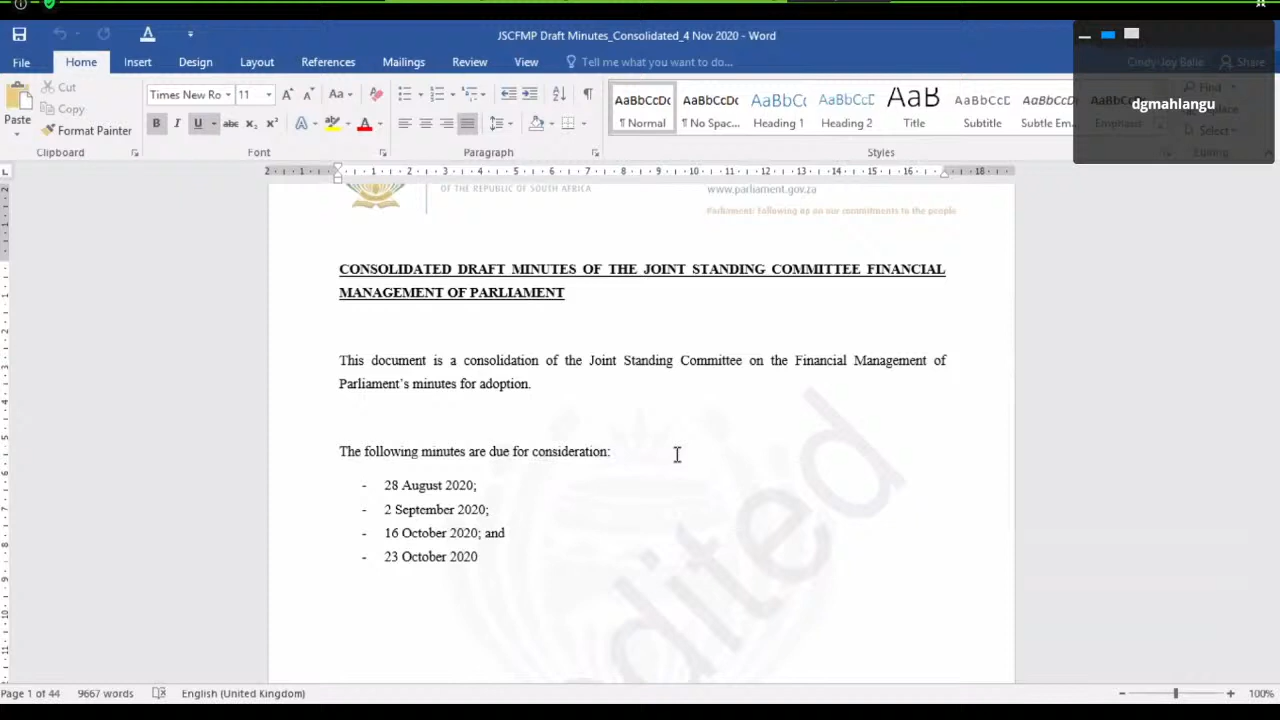 JSCFMP Draft Minutes_Consolidated_4 Nov 2020 - Word
Cindy-Joy Balie
File Home Insert Design Layout References Mailings Review View Tell me what you want to do... Share
Paste
Cut
Copy
Format Painter
Clipboard
Times New Ro 11
Font
Paragraph
AaBbCcDc AaBbCcDc AaBbC AaBbCcC AaB AaBbCcD AaBbCcD
¶ Normal ¶ No Spac... Heading 1 Heading 2 Title Subtitle Subtle Em... Emphasis
Styles
Find
Select
Editing
dgmahlangu
OF THE REPUBLIC OF SOUTH AFRICA
www.parliament.gov.za
Parliament: Following up on our commitments to the people
CONSOLIDATED DRAFT MINUTES OF THE JOINT STANDING COMMITTEE FINANCIAL
MANAGEMENT OF PARLIAMENT
This document is a consolidation of the Joint Standing Committee on the Financial Management of
Parliament's minutes for adoption.
The following minutes are due for consideration:
- 28 August 2020;
- 2 September 2020;
- 16 October 2020; and
- 23 October 2020
dited
Page 1 of 44 9667 words English (United Kingdom) 100%